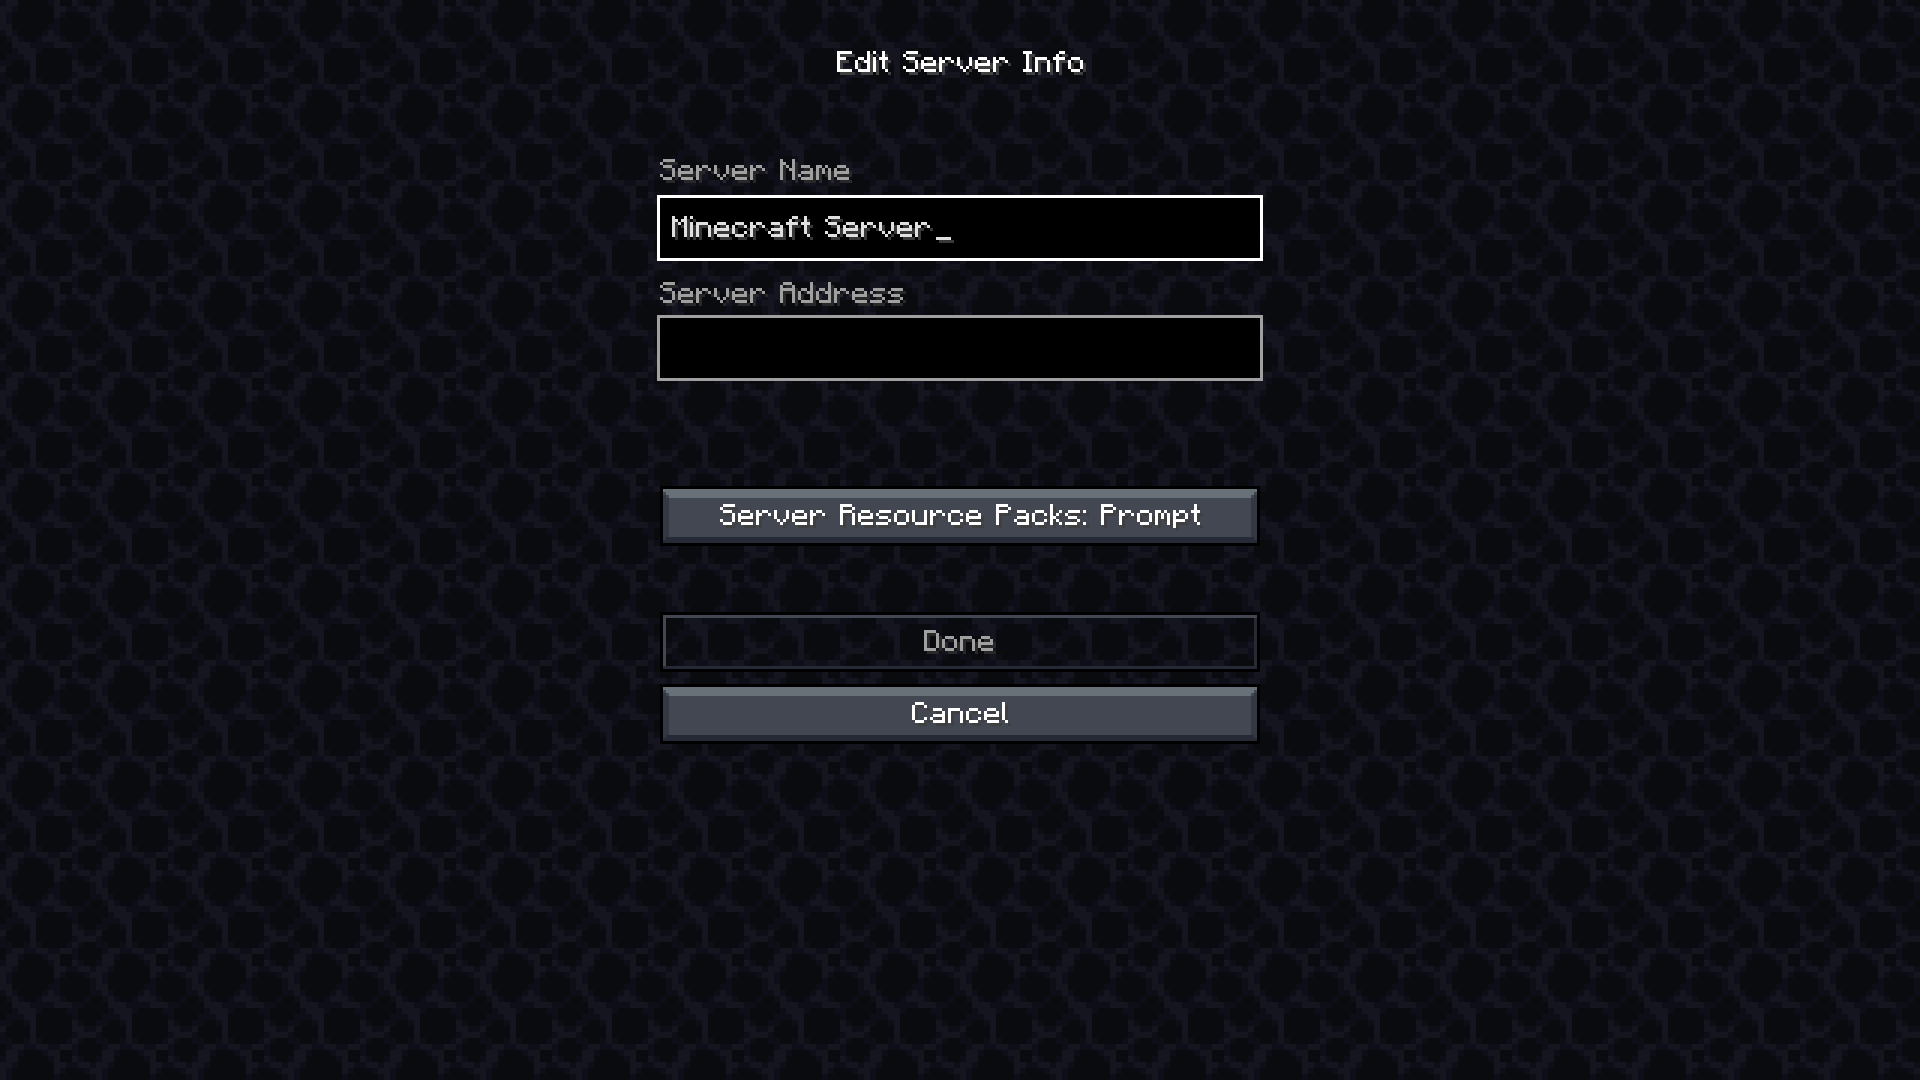 Edit Server Info
Server Name
Minecraft Server_
Server Address
Server Resource Packs: Prompt
Done
Cancel